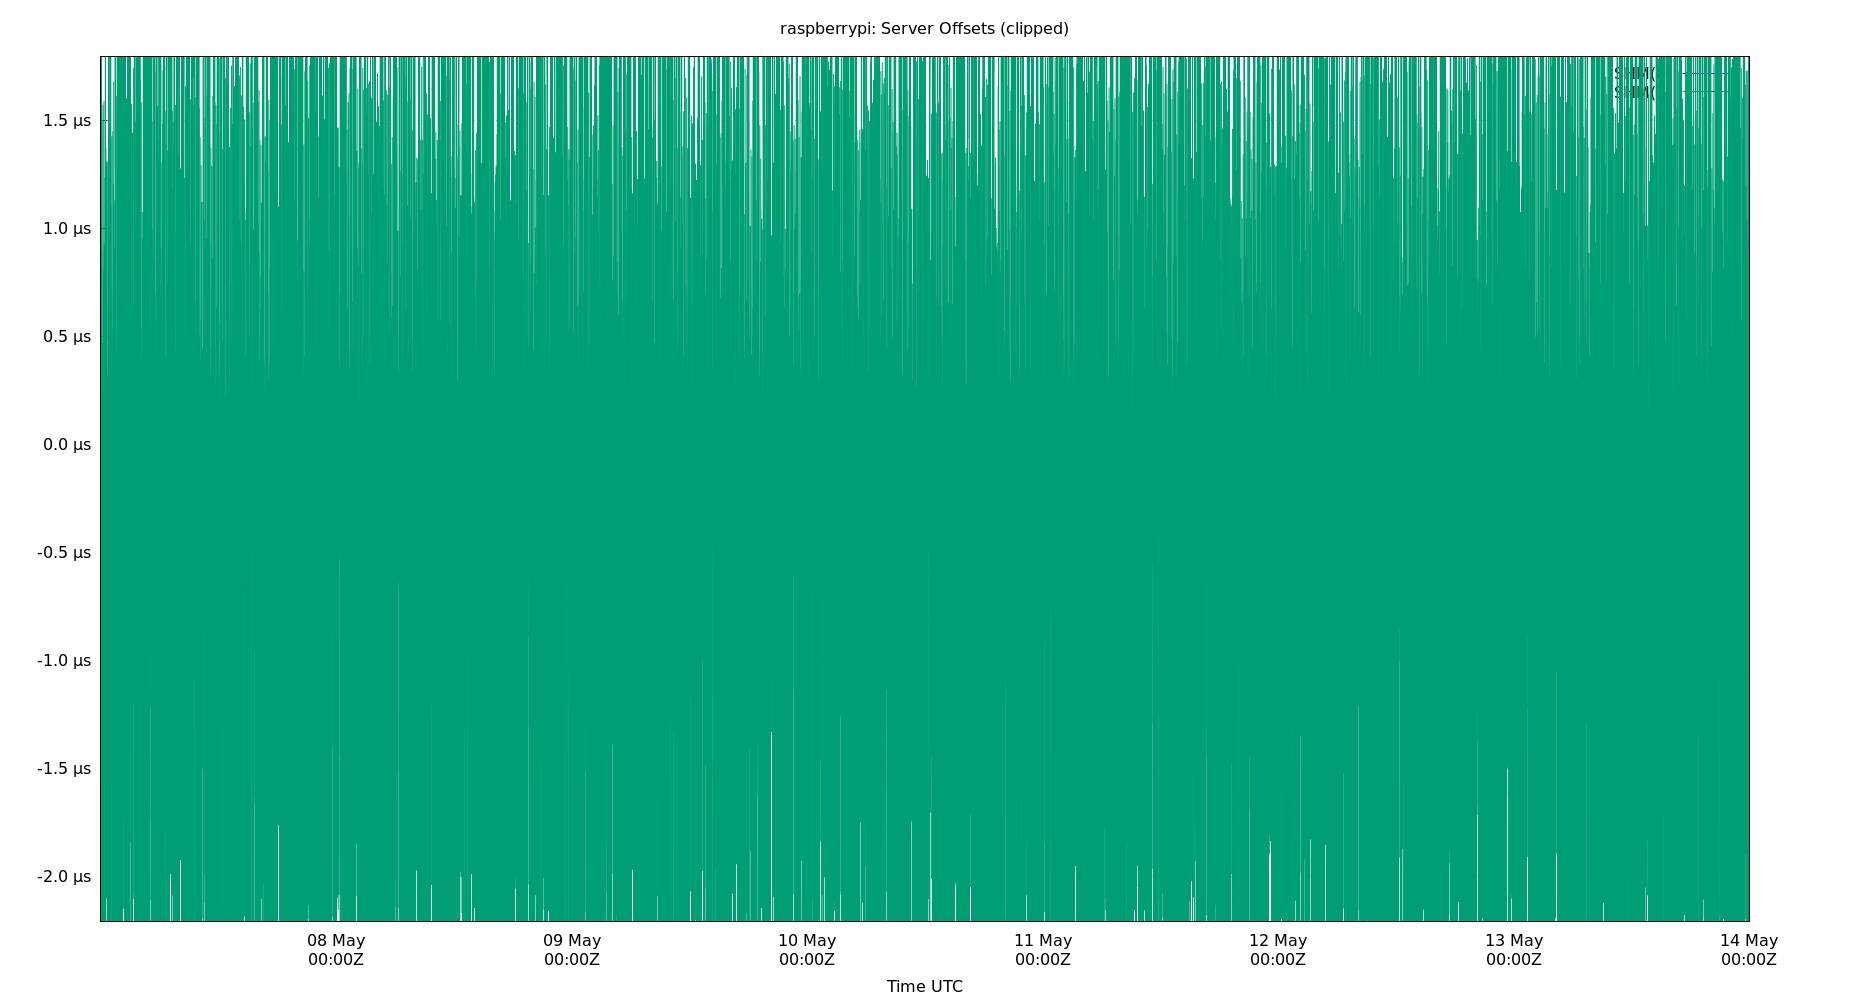 raspberrypi: Server Offsets (clipped)
SHM(
SHM(
1.5 µs
1.0 µs
0.5 µs
0.0 µs
-0.5 µs
-1.0 µs
-1.5 µs
-2.0 µs
08 May 09 May 10 May 11 May 12 May 13 May 14 May
00:00Z 00:00Z 00:00Z 00:00Z 00:00Z 00:00Z 00:00Z
Time UTC